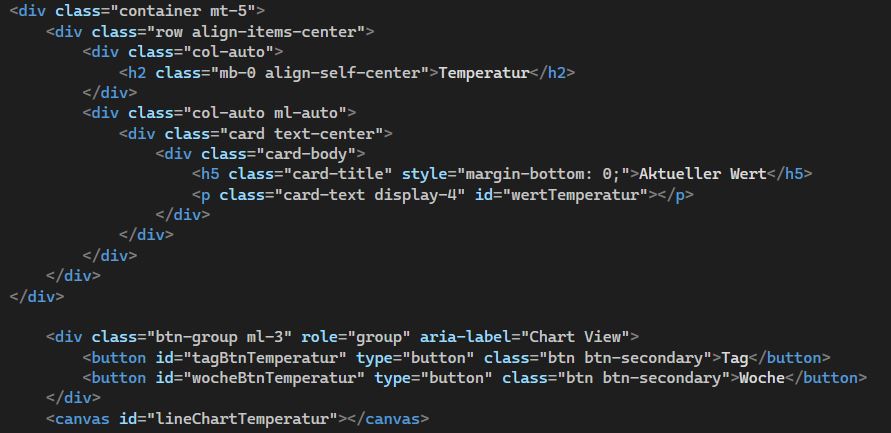 <div class="container mt-5">
    <div class="row align-items-center">
        <div class="col-auto">
            <h2 class="mb-0 align-self-center">Temperatur</h2>
        </div>
        <div class="col-auto ml-auto">
            <div class="card text-center">
                <div class="card-body">
                    <h5 class="card-title" style="margin-bottom: 0;">Aktueller Wert</h5>
                    <p class="card-text display-4" id="wertTemperatur"></p>
                </div>
            </div>
        </div>
    </div>
</div>

    <div class="btn-group ml-3" role="group" aria-label="Chart View">
        <button id="tagBtnTemperatur" type="button" class="btn btn-secondary">Tag</button>
        <button id="wocheBtnTemperatur" type="button" class="btn btn-secondary">Woche</button>
    </div>
    <canvas id="lineChartTemperatur"></canvas>